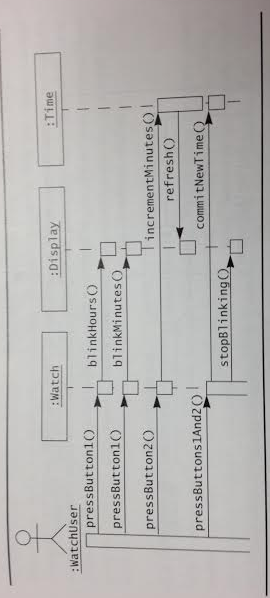 :WatchUser
:Watch
:Display
:Time
pressButton1()
blinkHours()
pressButton1()
blinkMinutes()
pressButton2()
incrementMinutes()
refresh()
pressButtons1And2()
commitNewTime()
stopBlinking()